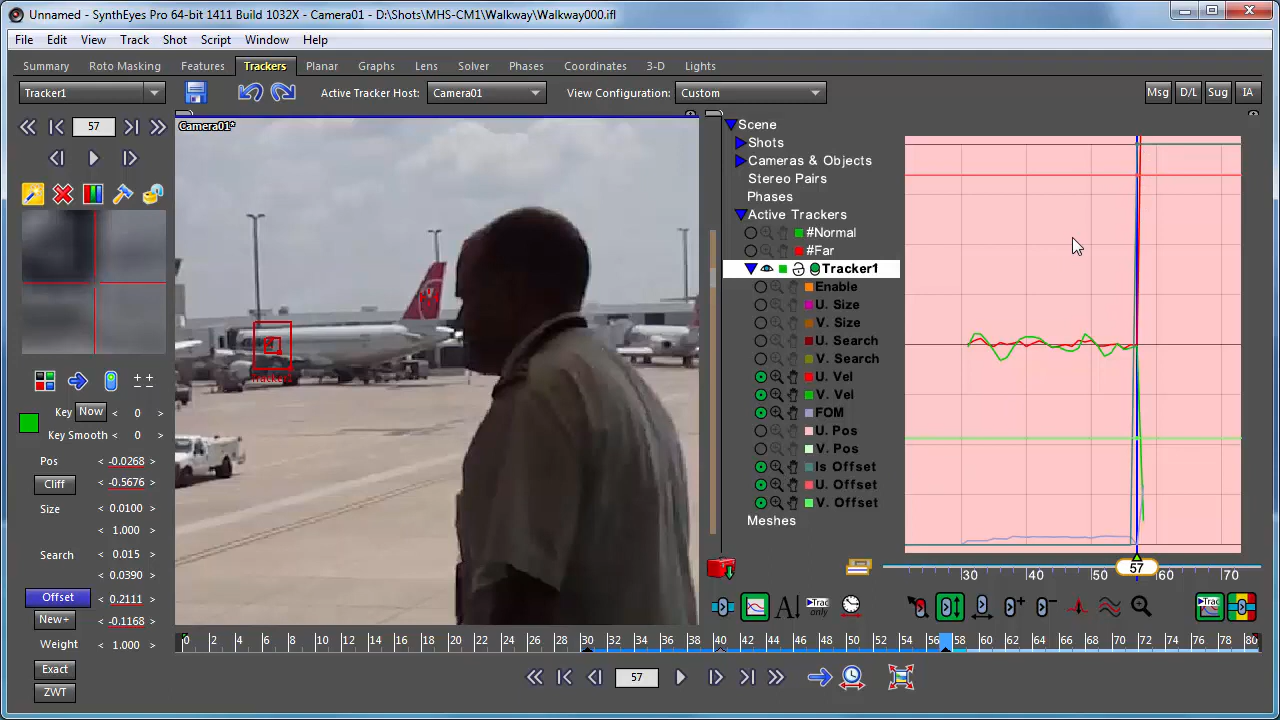 Unnamed - SynthEyes Pro 64-bit 1411 Build 1032X - Camera01 - D:\Shots\MHS-CM1\Walkway\Walkway000.ifl
File Edit View Track Shot Script Window Help
Summary Roto Masking Features Trackers Planar Graphs Lens Solver Phases Coordinates 3-D Lights
Tracker1 Active Tracker Host: Camera01 View Configuration: Custom Msg D/L Sug IA
57
Key Now < 0 >
Key Smooth < 0 >
Pos < -0.0268 >
Cliff < -0.5676 >
Size < 0.0100 >
< 1.000 >
Search < 0.015 >
< 0.0390 >
Offset < 0.2111 >
New+ < -0.1168 >
Weight < 1.000 >
Exact
ZWT
Camera01*
Tracker1
Scene
Shots
Cameras & Objects
Stereo Pairs
Phases
Active Trackers
#Normal
#Far
Tracker1
Enable
U. Size
V. Size
U. Search
V. Search
U. Vel
V. Vel
FOM
U. Pos
V. Pos
Is Offset
U. Offset
V. Offset
Meshes
30 40 50 57 60 70
A Trac only Trac
0 2 4 6 8 10 12 14 16 18 20 22 24 26 28 30 32 34 36 38 40 42 44 46 48 50 52 54 56 58 60 62 64 66 68 70 72 74 76 78 80
57